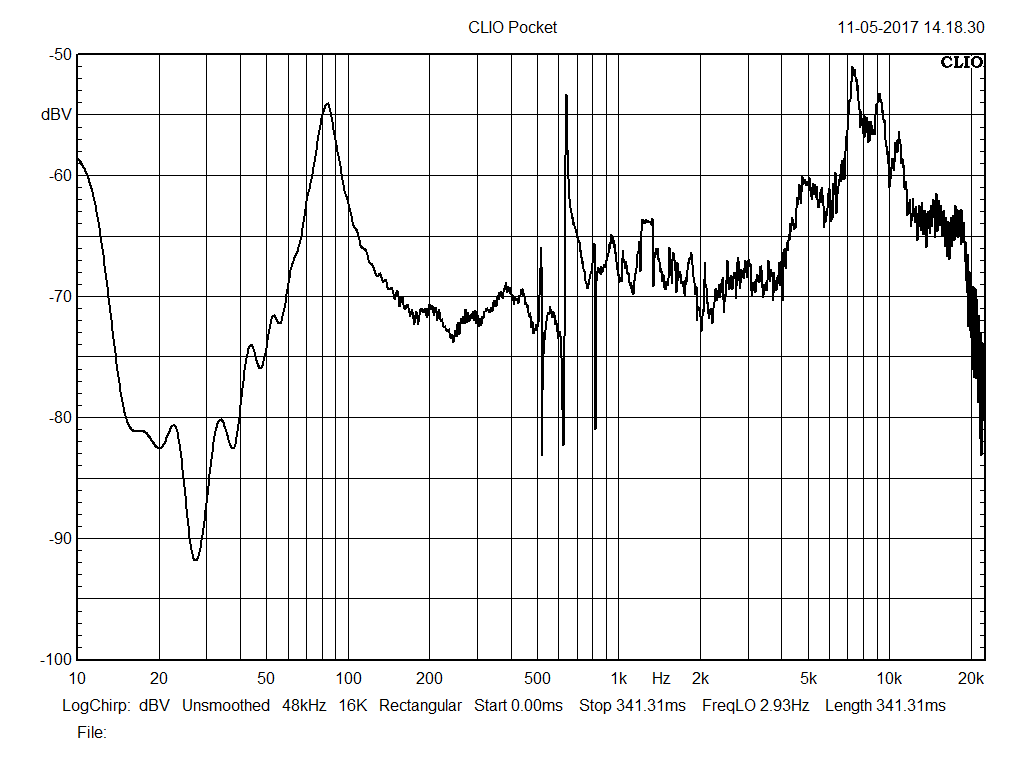 CLIO Pocket 11-05-2017 14.18.30
-50 CLIO
dBV
-60
-70
-80
-90
-100
10 20 50 100 200 500 1k Hz 2k 5k 10k 20k
LogChirp: dBV Unsmoothed 48kHz 16K Rectangular Start 0.00ms Stop 341.31ms FreqLO 2.93Hz Length 341.31ms
File: